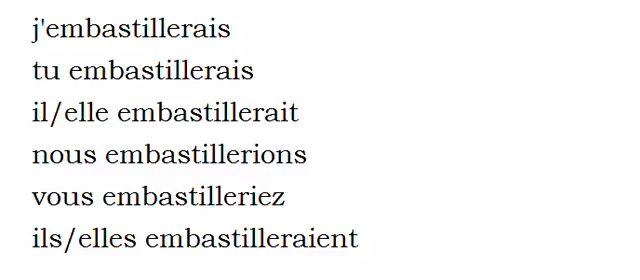 j'embastillerais
tu embastillerais
il/elle embastillerait
nous embastillerions
vous embastilleriez
ils/elles embastilleraient